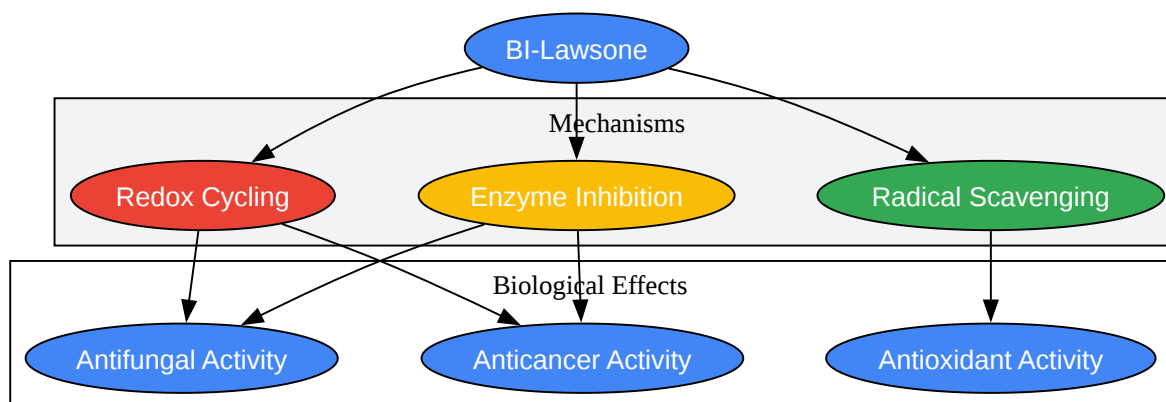 BI-Lawsone
Mechanisms
Redox Cycling
Enzyme Inhibition
Radical Scavenging
Biological Effects
Antifungal Activity
Anticancer Activity
Antioxidant Activity